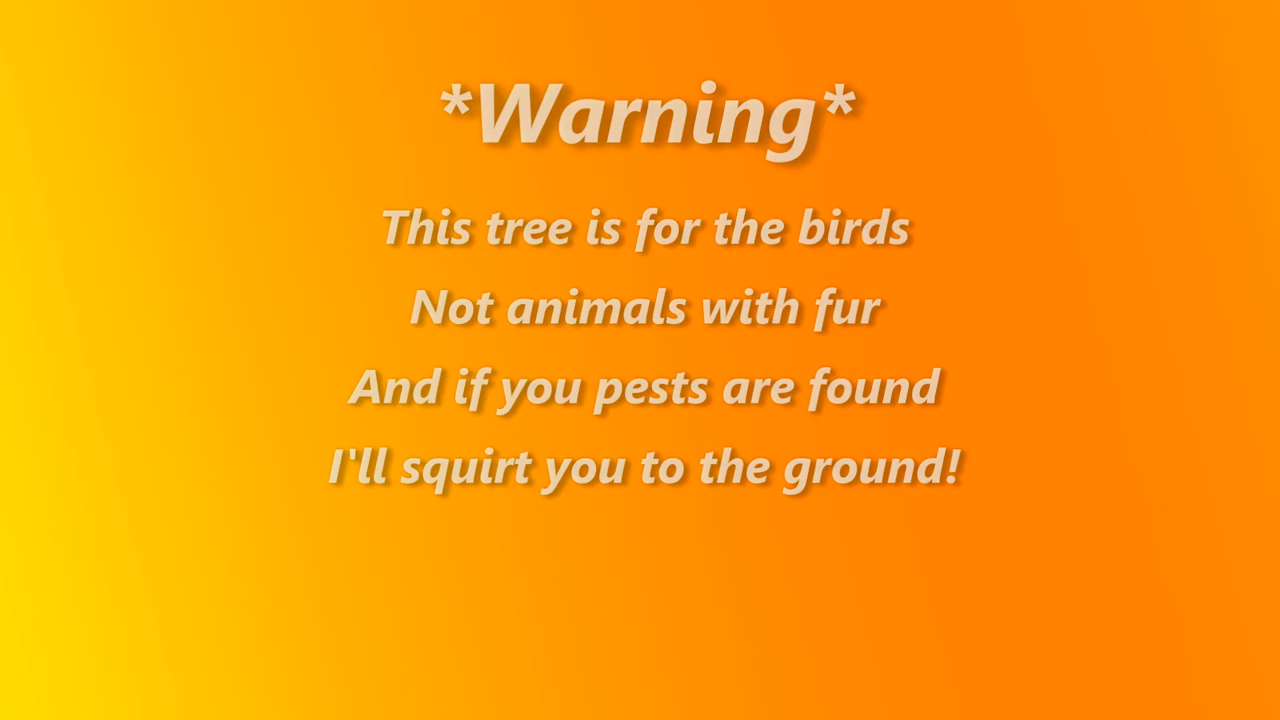 *Warning*
This tree is for the birds
Not animals with fur
And if you pests are found
I'll squirt you to the ground!